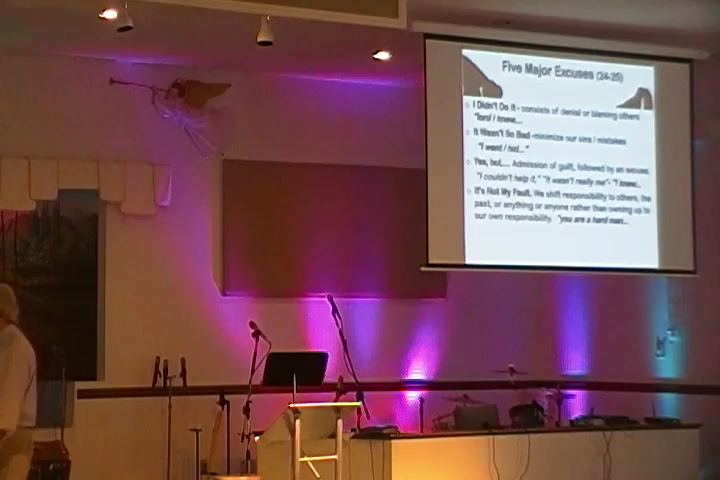 Five Major Excuses (24-25)
I Didn't Do It - consists of denial or blaming others
"lord I knew...
It Wasn't So Bad -minimize our sins / mistakes
"I went / hid..."
Yes, but.... Admission of guilt, followed by an excuse.
"I couldn't help it," "it wasn't really me"- "I knew...
It's Not My Fault. We shift responsibility to others, the
past, or anything or anyone rather than owning up to
our own responsibility. "you are a hard man...